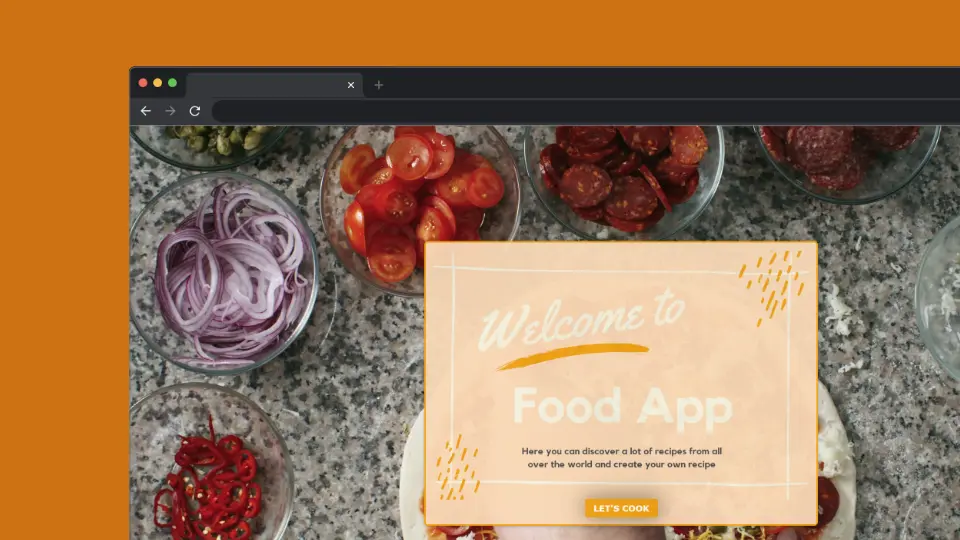 Welcome to
Food App
Here you can discover a lot of recipes from all
over the world and create your own recipe
LET'S COOK